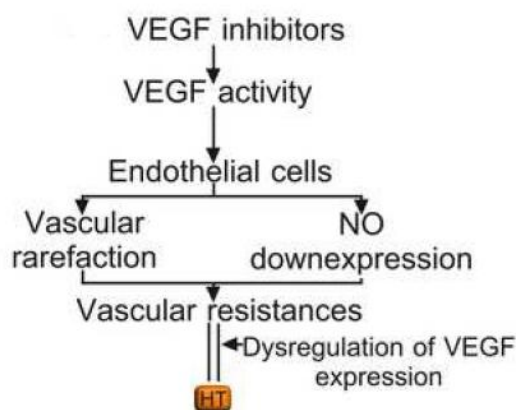 VEGF inhibitors
VEGF activity
Endothelial cells
Vascular
rarefaction
NO
downexpression
Vascular resistances
Dysregulation of VEGF
expression
HT